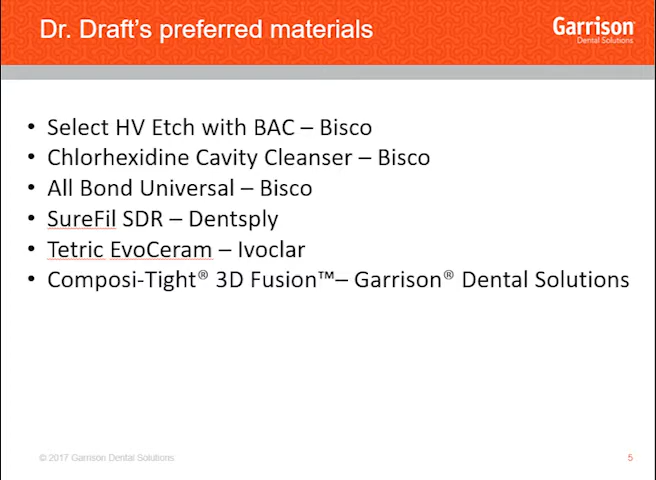 Dr. Draft's preferred materials
Garrison
Dental Solutions
• Select HV Etch with BAC – Bisco
• Chlorhexidine Cavity Cleanser – Bisco
• All Bond Universal – Bisco
• SureFil SDR – Dentsply
• Tetric EvoCeram – Ivoclar
• Composi-Tight® 3D Fusion™– Garrison® Dental Solutions
© 2017 Garrison Dental Solutions
5